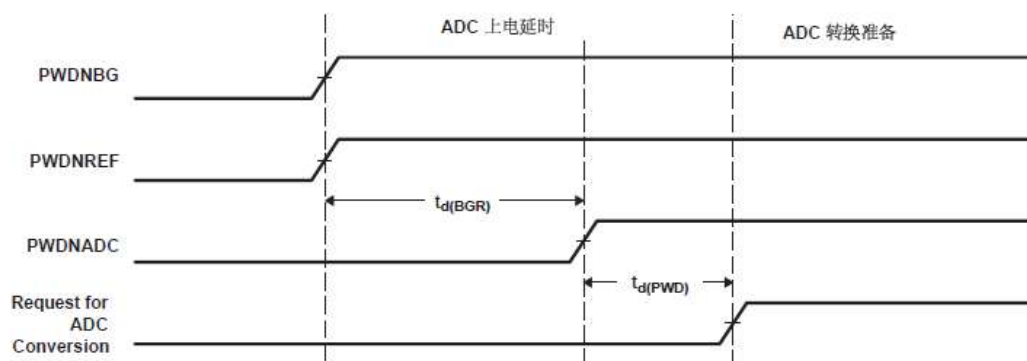 ADC 上电延时
ADC 转换准备
PWDNBG
PWDNREF
td(BGR)
PWDNADC
td(PWD)
Request for
ADC
Conversion